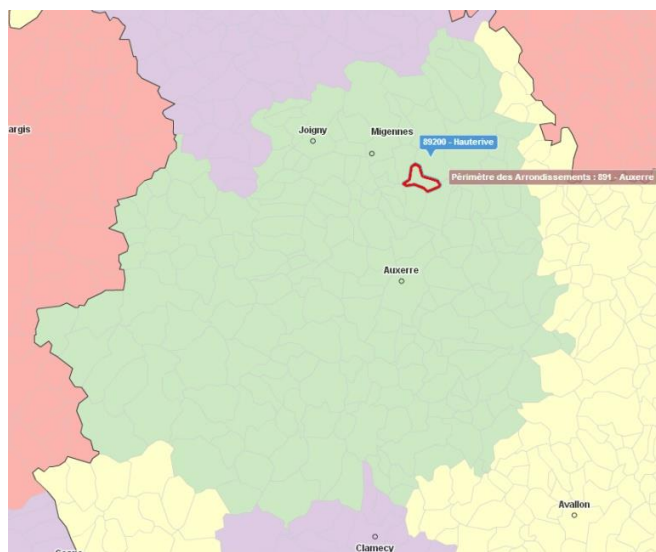 argis
Joigny
Migennes
89200 - Hauterive
Périmètre des Arrondissements : 891 - Auxerre
Auxerre
Avallon
Clamecy